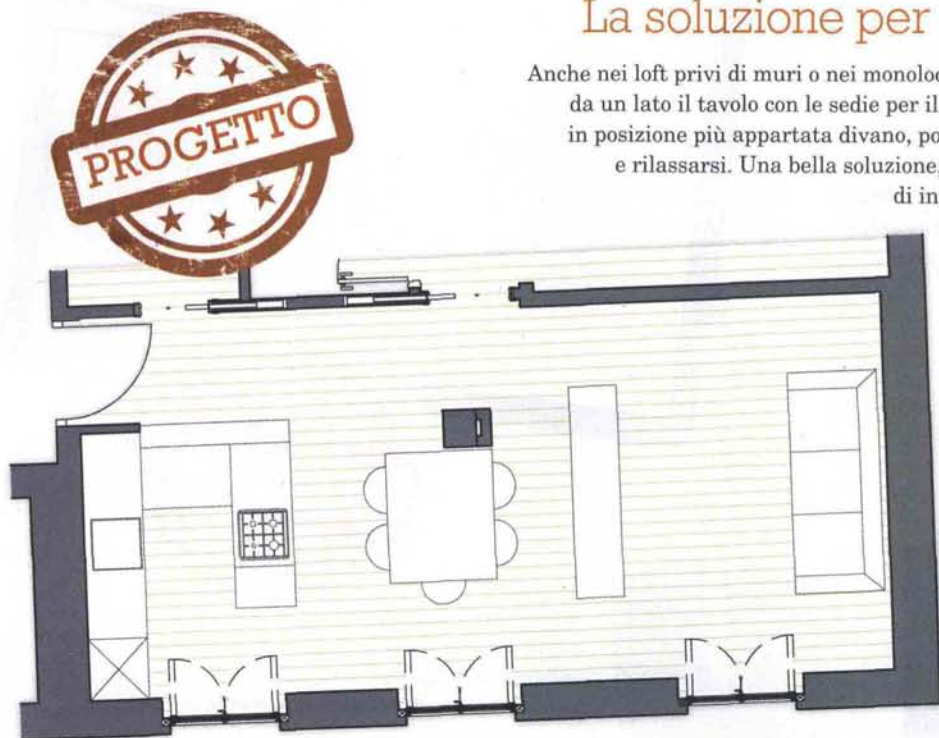 La soluzione per
Anche nei loft privi di muri o nei monoloc
da un lato il tavolo con le sedie per il
in posizione più appartata divano, po
e rilassarsi. Una bella soluzione,
di in
PROGETTO